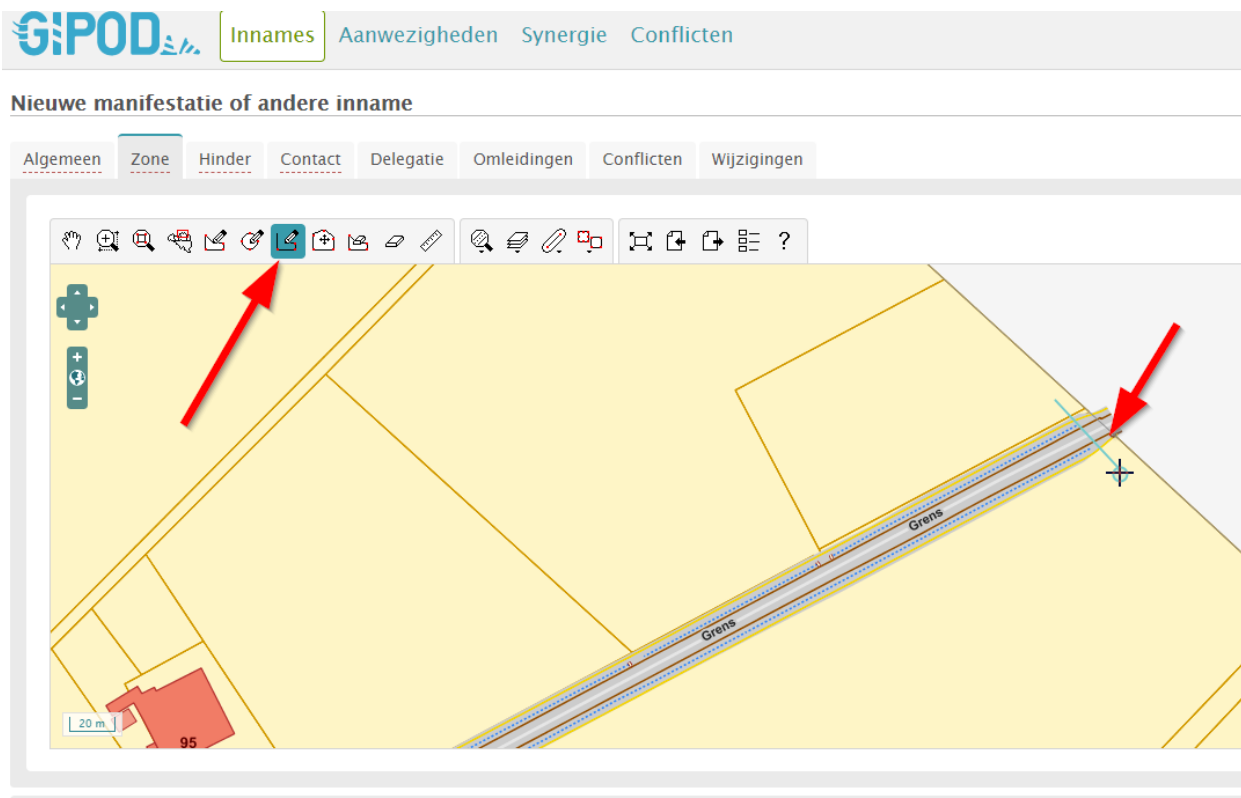 GIPOD Innames Aanwezigheden Synergie Conflicten
Nieuwe manifestatie of andere inname
Algemeen Zone Hinder Contact Delegatie Omleidingen Conflicten Wijzigingen
?
+
−
Grens
Grens
20 m
95